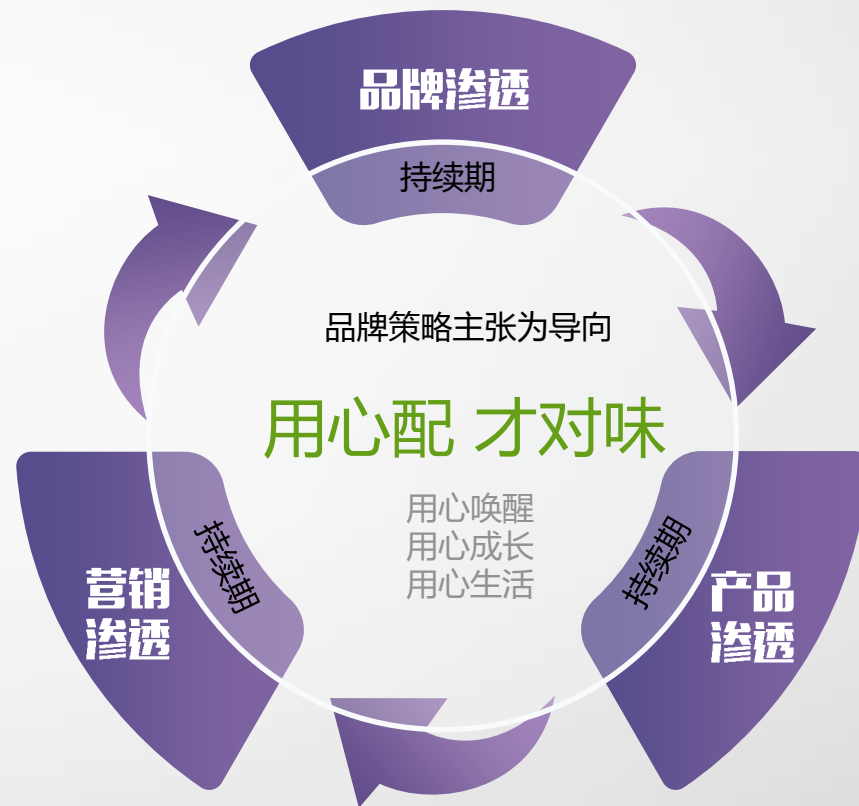 品牌渗透
持续期
品牌策略主张为导向
用心配 才对味
用心唤醒
用心成长
用心生活
持续期
营销
渗透
持续期
产品
渗透